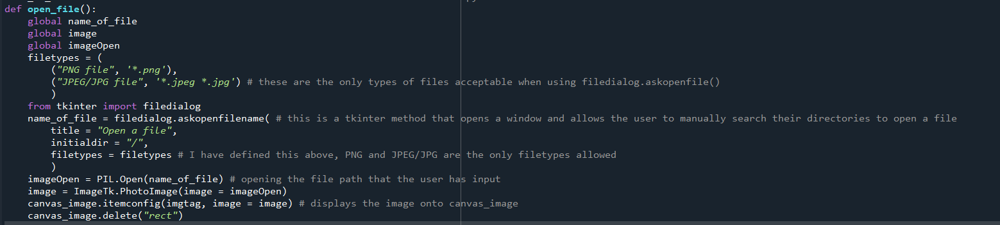 def open_file():
    global name_of_file
    global image
    global imageOpen
    filetypes = (
        ("PNG file", '*.png'),
        ("JPEG/JPG file", '*.jpeg *.jpg') # these are the only types of files acceptable when using filedialog.askopenfile()
        )
    from tkinter import filedialog
    name_of_file = filedialog.askopenfilename( # this is a tkinter method that opens a window and allows the user to manually search their directories to open a file
        title = "Open a file",
        initialdir = "/",
        filetypes = filetypes # I have defined this above, PNG and JPEG/JPG are the only filetypes allowed
        )
    imageOpen = PIL.Open(name_of_file) # opening the file path that the user has input
    image = ImageTk.PhotoImage(image = imageOpen)
    canvas_image.itemconfig(imgtag, image = image) # displays the image onto canvas_image
    canvas_image.delete("rect")